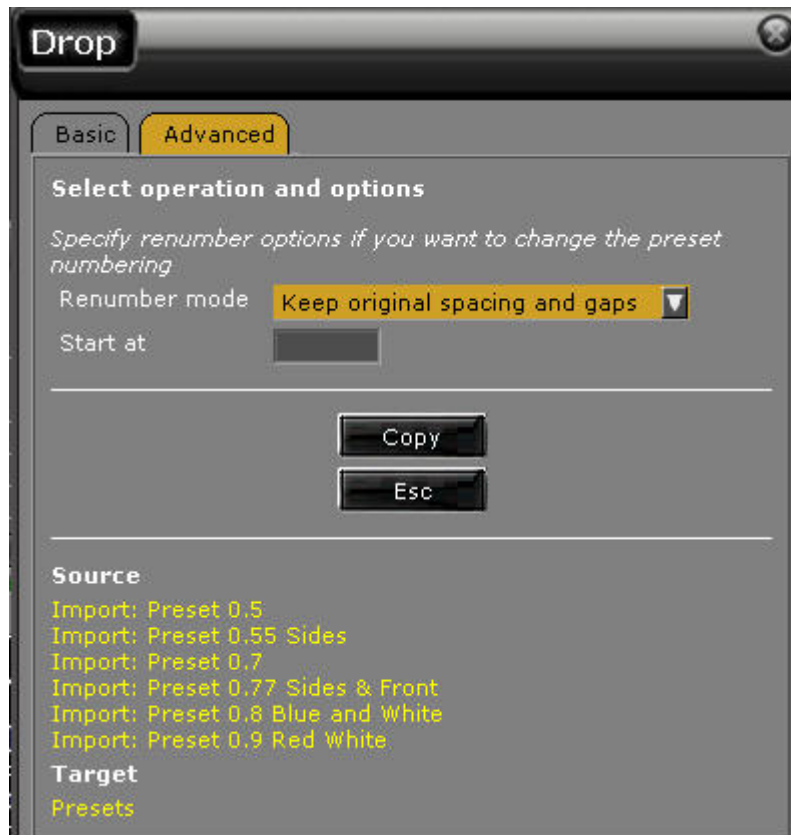 Drop
Basic
Advanced
Select operation and options
Specify renumber options if you want to change the preset
numbering
Renumber mode
Keep original spacing and gaps
Start at
Copy
Esc
Source
Import: Preset 0.5
Import: Preset 0.55 Sides
Import: Preset 0.7
Import: Preset 0.77 Sides & Front
Import: Preset 0.8 Blue and White
Import: Preset 0.9 Red White
Target
Presets